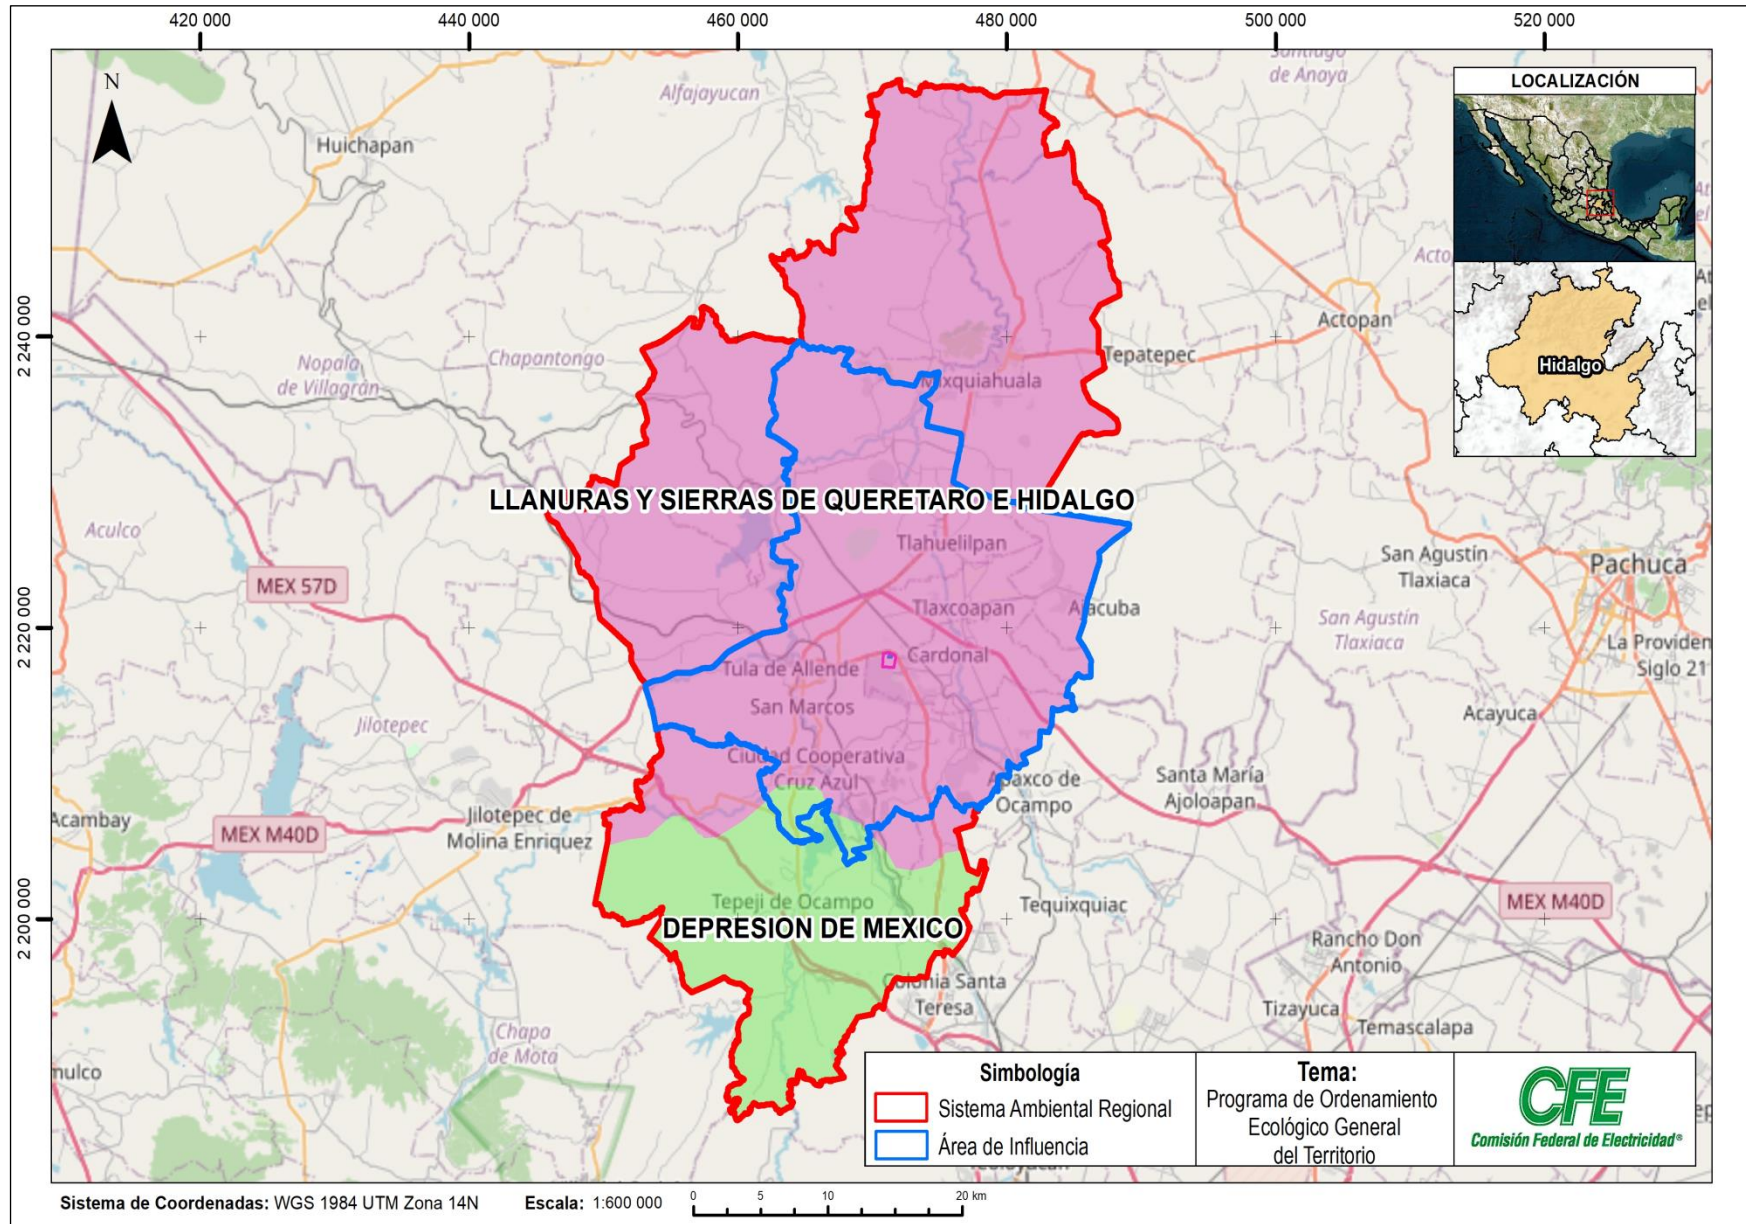 420 000
440 000
460 000
480 000
500 000
520 000
N
Santiago
de Anaya
Alfajayucan
Huichapan
LOCALIZACIÓN
Hidalgo
2 240 000
2 220 000
2 200 000
Actopan
Tepatepec
Nopala
de Villagrán
Chapantongo
Mixquiahuala
LLANURAS Y SIERRAS DE QUERETARO E HIDALGO
Aculco
Tlahuelilpan
San Agustín
Tlaxiaca
Pachuca
MEX 57D
Tlaxcoapan
Ajacuba
San Agustín
Tlaxiaca
La Providen
Siglo 21
Tula de Allende
Cardonal
San Marcos
Jilotepec
Acayuca
Ciudad Cooperativa
Cruz Azul
Apaxco de
Ocampo
Santa María
Ajoloapan
Acambay
MEX M40D
Jilotepec de
Molina Enriquez
Tepeji de Ocampo
Tequixquiac
MEX M40D
DEPRESION DE MEXICO
Rancho Don
Antonio
Colonia Santa
Teresa
Tizayuca
Temascalapa
Chapa
de Mota
mulco
Simbología
Sistema Ambiental Regional
Área de Influencia
Tema:
Programa de Ordenamiento
Ecológico General
del Territorio
CFE
Comisión Federal de Electricidad®
Sistema de Coordenadas: WGS 1984 UTM Zona 14N
Escala: 1:600 000
0 5 10 20 km